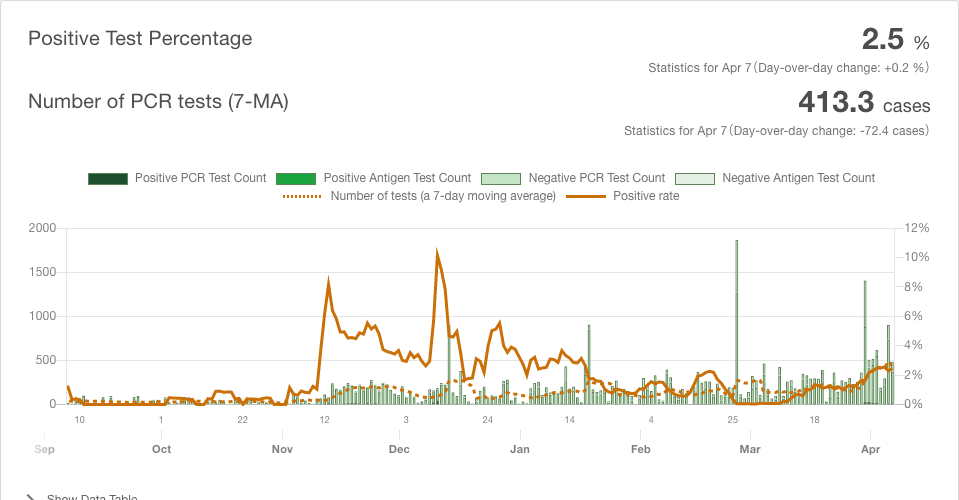 Positive Test Percentage
2.5 %
Statistics for Apr 7 (Day-over-day change: +0.2 %)
Number of PCR tests (7-MA)
413.3 cases
Statistics for Apr 7 (Day-over-day change: -72.4 cases)
Positive PCR Test Count Positive Antigen Test Count Negative PCR Test Count Negative Antigen Test Count
Number of tests (a 7-day moving average) Positive rate
2000 12%
10%
1500
8%
1000 6%
4%
500
2%
0 0%
10 1 22 12 3 24 14 4 25 18
Sep Oct Nov Dec Jan Feb Mar Apr
Show Data Table